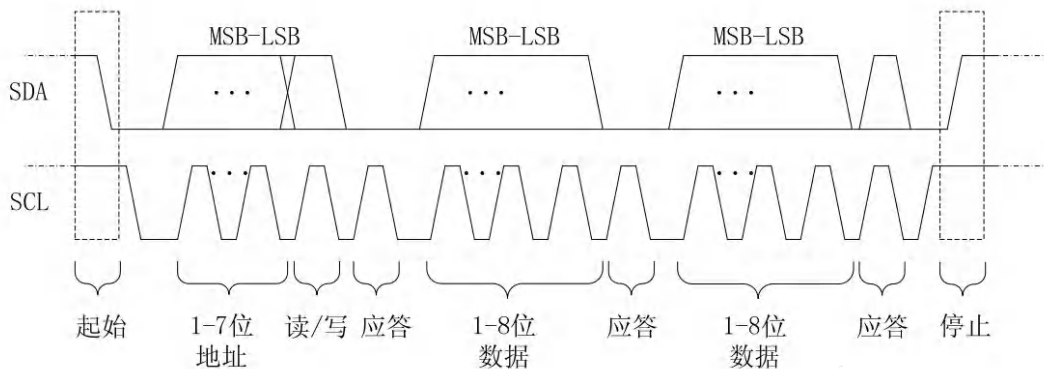 MSB-LSB MSB-LSB MSB-LSB
SDA ... ... ...
SCL ... ... ...
起始 1-7位 读/写 应答 1-8位 应答 1-8位 应答 停止
地址 数据 数据